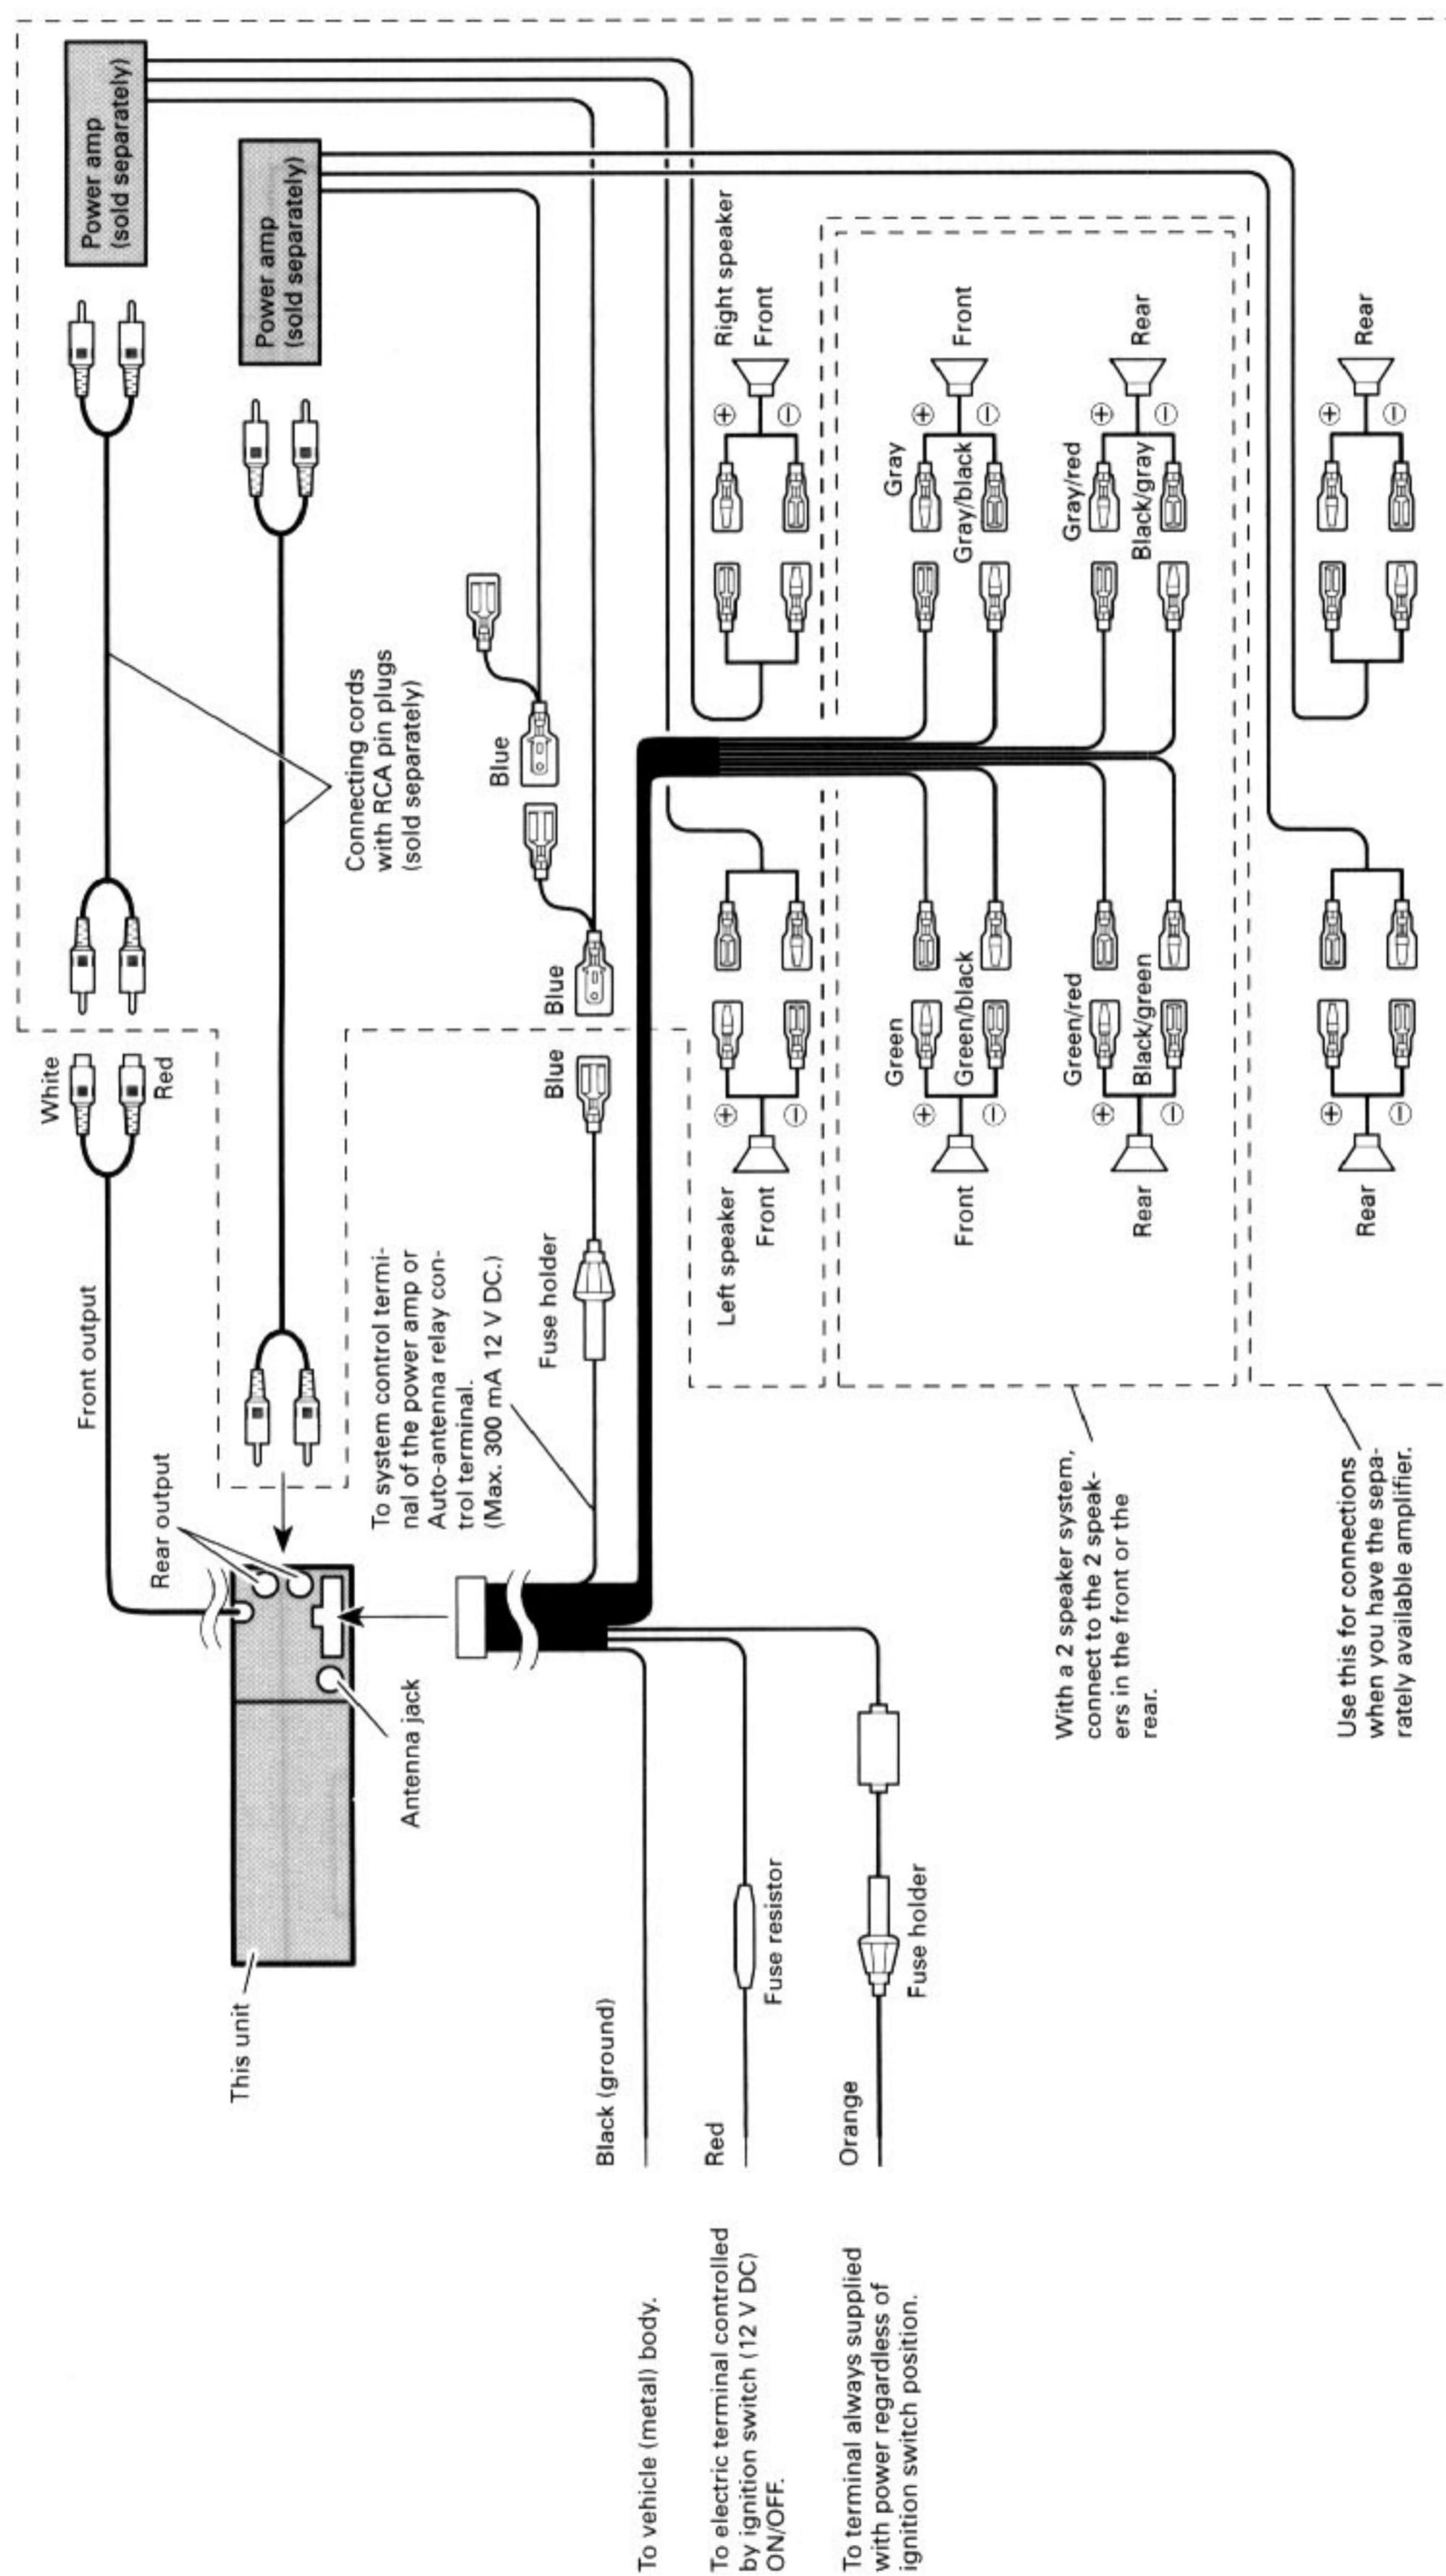 Power amp
(sold separately)
Power amp
(sold separately)
White
Red
Front output
Rear output
Connecting cords
with RCA pin plugs
(sold separately)
This unit
Antenna jack
To system control termi-
nal of the power amp or
Auto-antenna relay con-
trol terminal.
(Max. 300 mA 12 V DC.)
Fuse holder
Blue
Blue
Blue
Black (ground)
To vehicle (metal) body.
Red
Fuse resistor
To electric terminal controlled
by ignition switch (12 V DC)
ON/OFF.
Orange
Fuse holder
To terminal always supplied
with power regardless of
ignition switch position.
Left speaker
Front
+
−
Right speaker
Front
+
−
Green
Green/black
Front
+
−
Gray
Gray/black
Front
+
−
Green/red
Black/green
Rear
+
−
Gray/red
Black/gray
Rear
+
−
With a 2 speaker system,
connect to the 2 speak-
ers in the front or the
rear.
Rear
+
−
Rear
+
−
Use this for connections
when you have the sepa-
rately available amplifier.